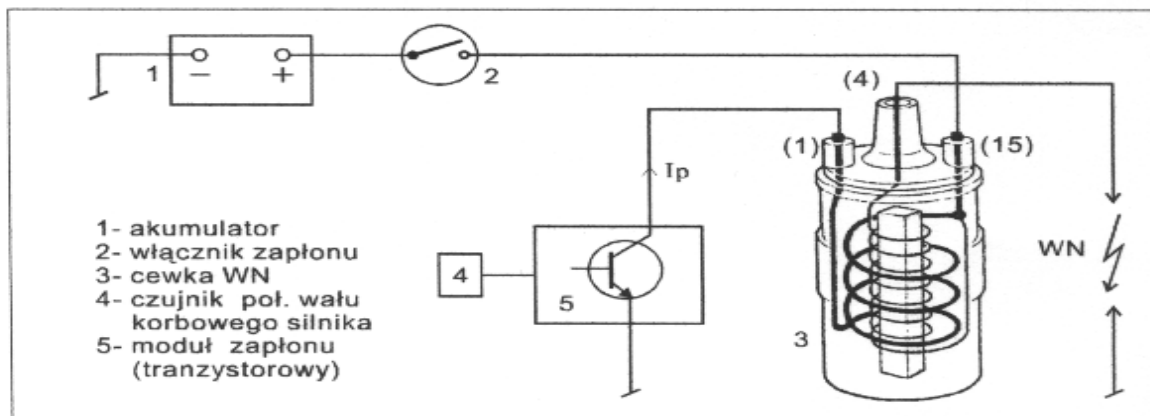 1
2
(4)
(1)
(15)
Ip
1- akumulator
2- włącznik zapłonu
3- cewka WN
4- czujnik poł. wału
korbowego silnika
5- moduł zapłonu
(tranzystorowy)
4
5
3
WN